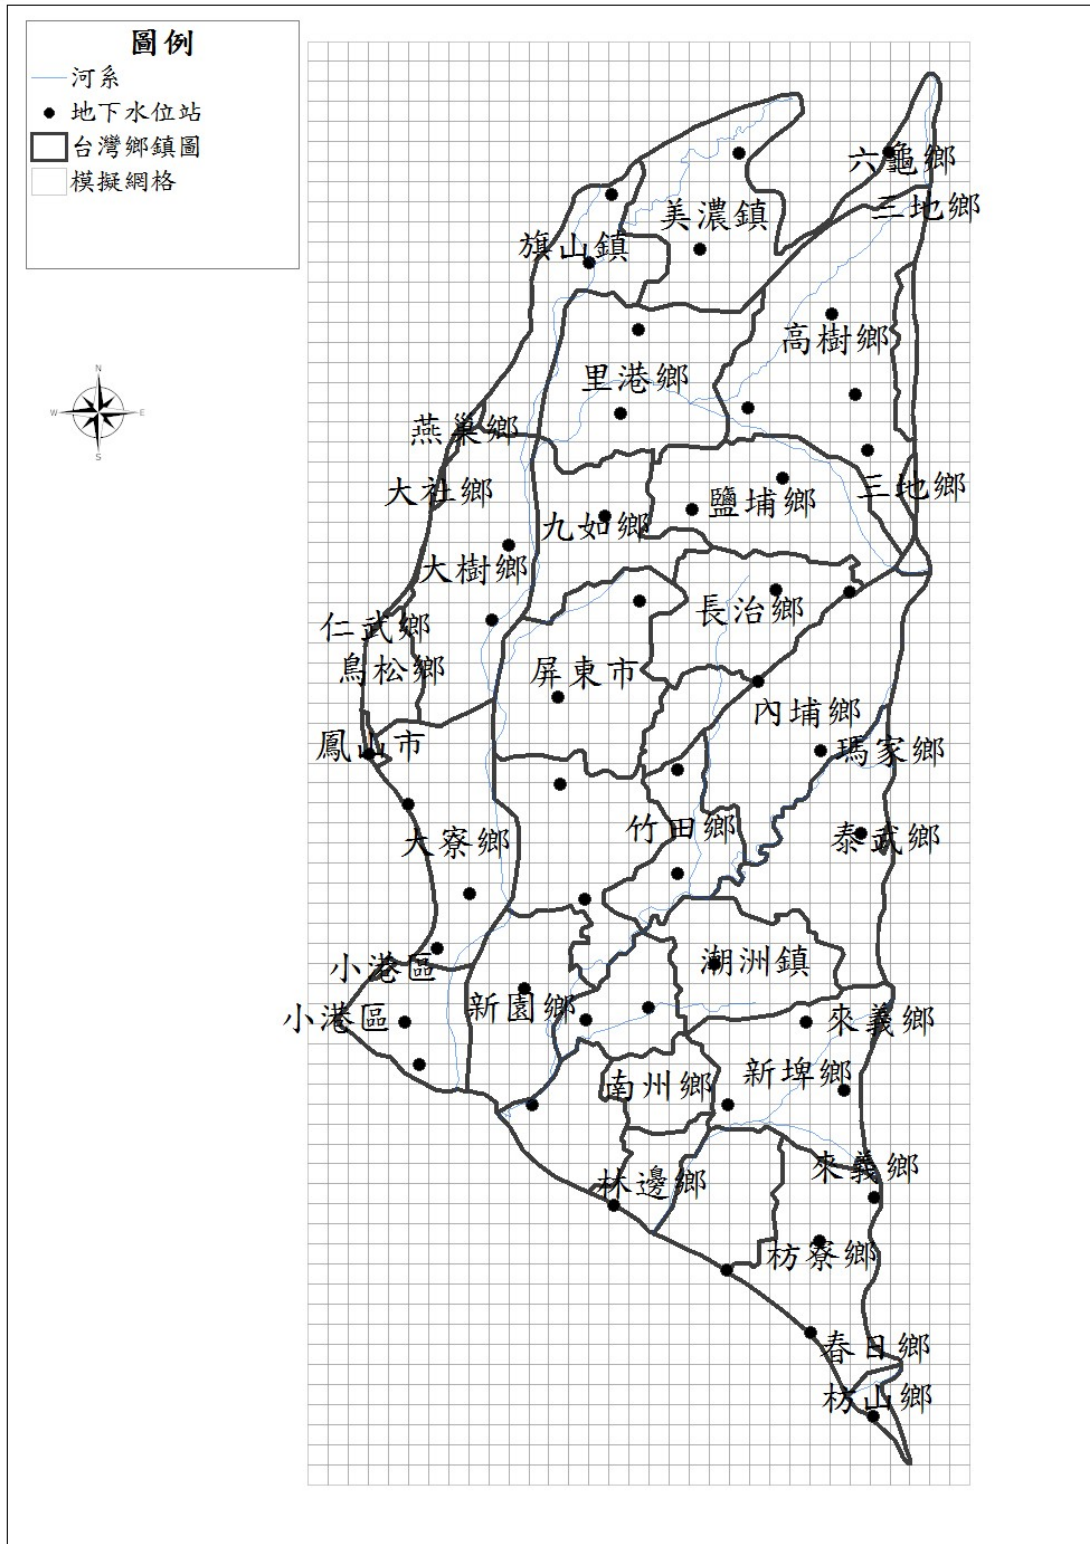 圖例
河系
地下水位站
台灣鄉鎮圖
模擬網格
六龜鄉
三地鄉
美濃鎮
旗山鎮
高樹鄉
里港鄉
N
W
E
S
燕巢鄉
大社鄉
三地鄉
鹽埔鄉
九如鄉
大樹鄉
長治鄉
仁武鄉
鳥松鄉
屏東市
內埔鄉
鳳山市
瑪家鄉
竹田鄉
泰武鄉
大寮鄉
潮洲鎮
小港區
新園鄉
小港區
來義鄉
新埤鄉
南州鄉
來義鄉
林邊鄉
枋寮鄉
春日鄉
枋山鄉